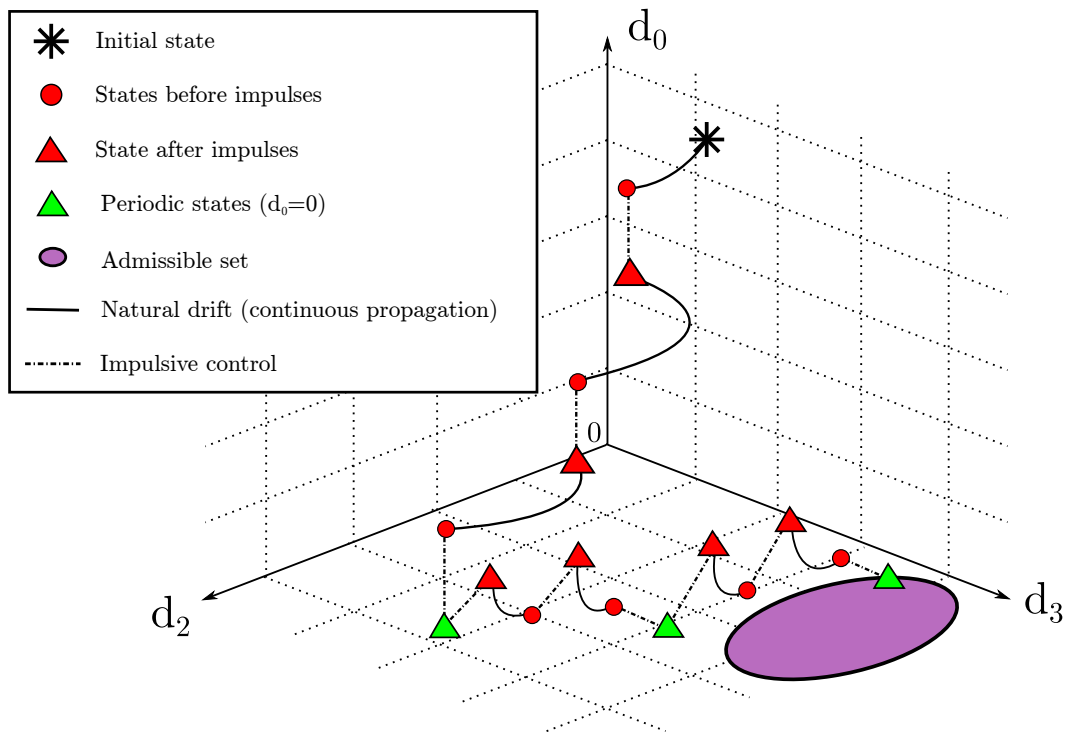 Initial state
States before impulses
State after impulses
Periodic states (d₀=0)
Admissible set
Natural drift (continuous propagation)
Impulsive control
d₀
0
d₂
d₃